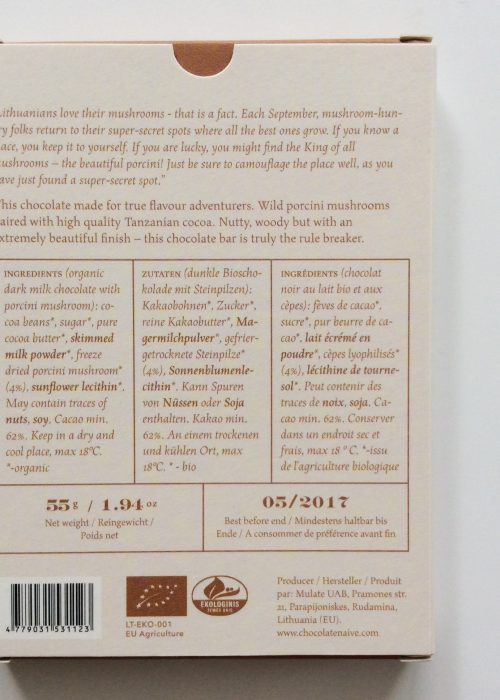 Lithuanians love their mushrooms - that is a fact. Each September, mushroom-hun-
ry folks return to their super-secret spots where all the best ones grow. If you know a
lace, you keep it to yourself. If you are lucky, you might find the King of all
ushrooms – the beautiful porcini! Just be sure to camouflage the place well, as you
ave just found a super-secret spot."
This chocolate made for true flavour adventurers. Wild porcini mushrooms
aired with high quality Tanzanian cocoa. Nutty, woody but with an
xtremely beautiful finish – this chocolate bar is truly the rule breaker.
INGREDIENTS (organic
dark milk chocolate with
porcini mushroom): co-
coa beans*, sugar*, pure
cocoa butter*, skimmed
milk powder*, freeze
dried porcini mushroom*
(4%), sunflower lecithin*.
May contain traces of
nuts, soy. Cacao min.
62%. Keep in a dry and
cool place, max 18°C.
*-organic
ZUTATEN (dunkle Biosch0-
kolade mit Steinpilzen):
Kakaobohnen*, Zucker*,
reine Kakaobutter*, Ma-
germilchpulver*, gefrier-
getrocknete Steinpilze*
(4%), Sonnenblumenle-
cithin*. Kann Spuren
von Nüssen oder Soja
enthalten. Kakao min.
62%. An einem trockenen
und kühlen Ort, max
18°C. * - bio
INGRÉDIENTS (chocolat
noir au lait bio et aux
cèpes): fèves de cacao*,
sucre*, pur beurre de ca-
cao*, lait écrémé en
poudre*, cèpes lyophilisés*
(4%), lécithine de tourne-
sol*. Peut contenir des
traces de noix, soja. Ca-
cao min. 62%. Conserver
dans un endroit sec et
frais, max 18 ° C. *-issu
de l'agriculture biologique
55g / 1.94 oz
Net weight / Reingewicht /
Poids net
05/2017
Best before end / Mindestens haltbar bis
Ende / A consommer de préférence avant fin
4 779031 531123
LT-EKO-001
EU Agriculture
EKOLOGINIS
ŽEMĖS ŪKIS
Producer / Hersteller / Produit
par: Mulate UAB, Pramones str.
21, Parapijoniskes, Rudamina,
Lithuania (EU).
www.chocolatenaive.com